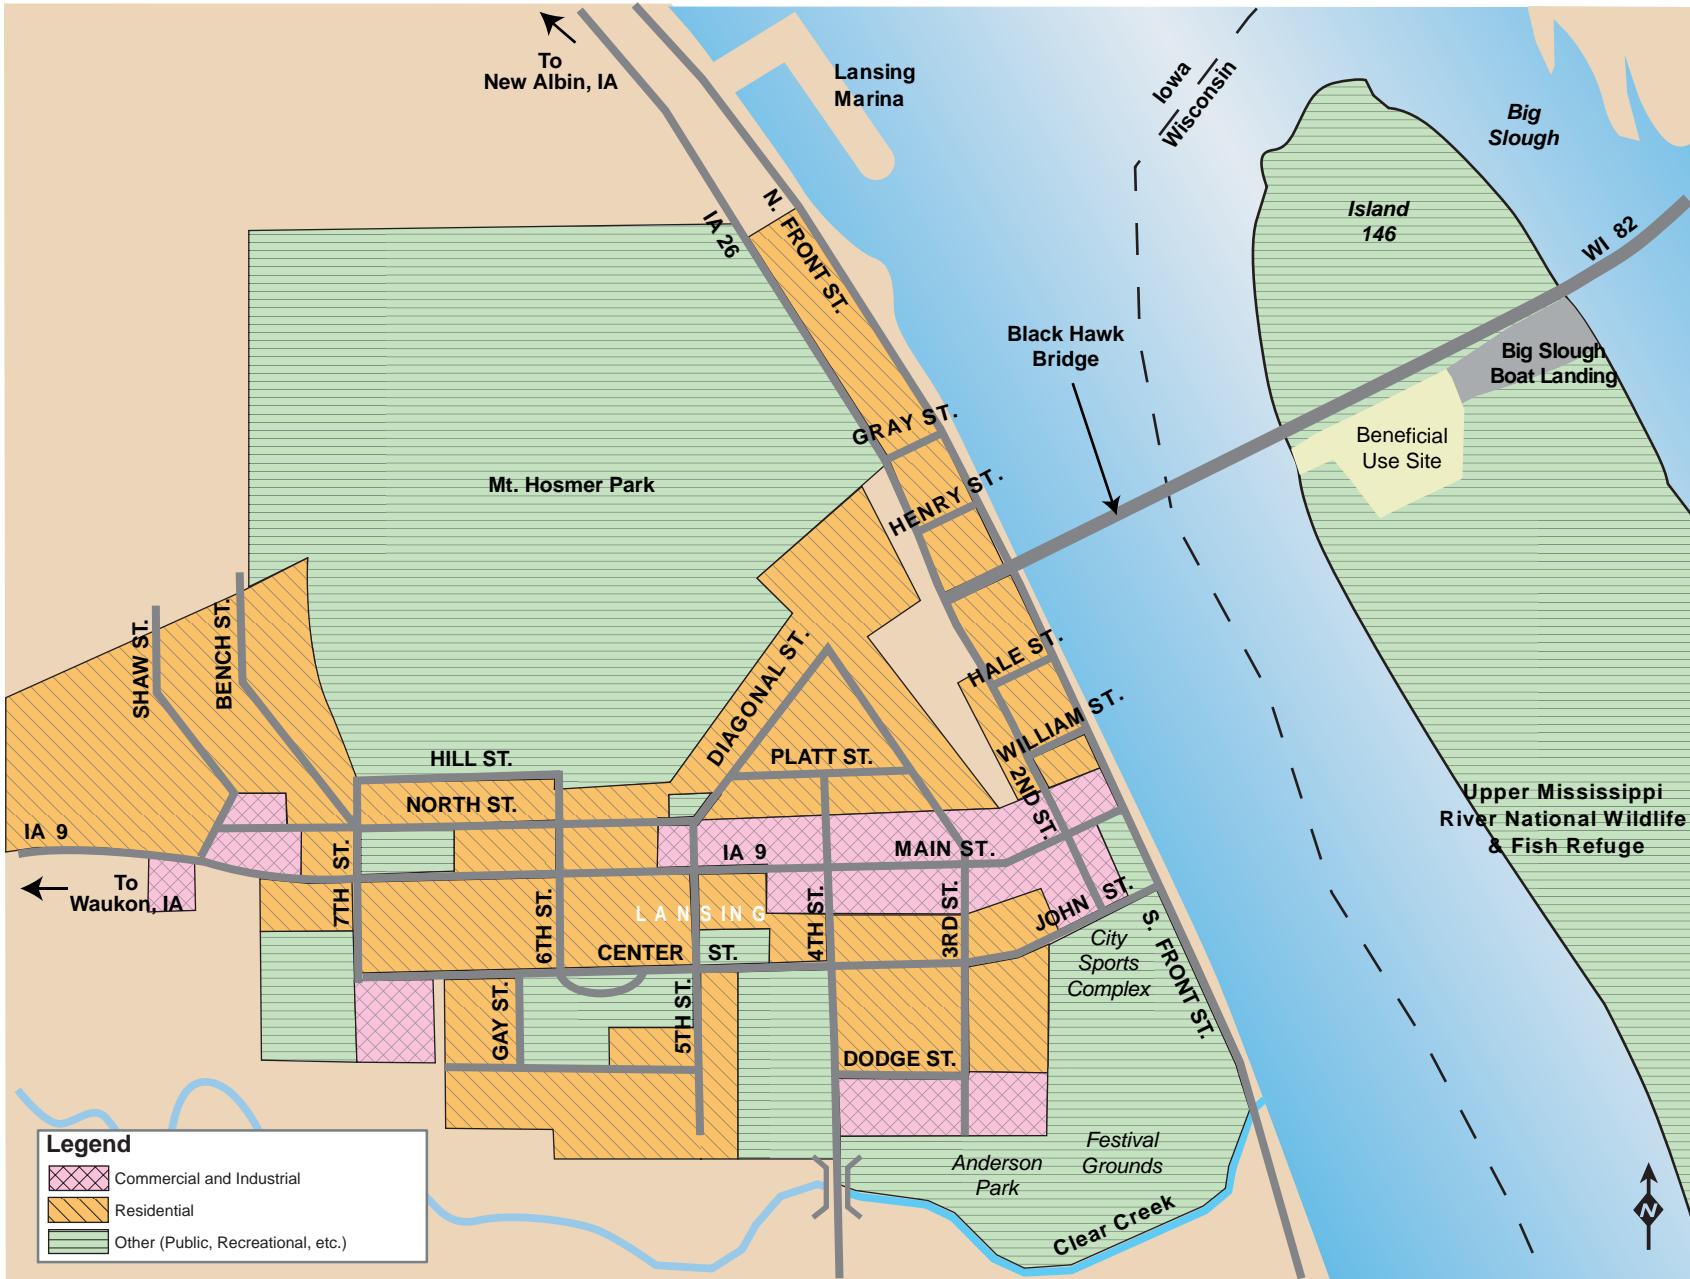 To
New Albin, IA
Lansing
Marina
Iowa
Wisconsin
Big
Slough
Island
146
WI 82
IA 26
N. FRONT ST.
Black Hawk
Bridge
Big Slough
Boat Landing
Beneficial
Use Site
GRAY ST.
HENRY ST.
Mt. Hosmer Park
HALE ST.
WILLIAM ST.
2ND ST.
SHAW ST.
BENCH ST.
DIAGONAL ST.
PLATT ST.
HILL ST.
NORTH ST.
IA 9
IA 9
MAIN ST.
To
Waukon, IA
7TH ST.
6TH ST.
LANSING
CENTER ST.
4TH ST.
3RD ST.
JOHN ST.
S. FRONT ST.
City
Sports
Complex
Upper Mississippi
River National Wildlife
& Fish Refuge
GAY ST.
5TH ST.
DODGE ST.
Festival
Grounds
Anderson
Park
Clear Creek
Legend
Commercial and Industrial
Residential
Other (Public, Recreational, etc.)
N